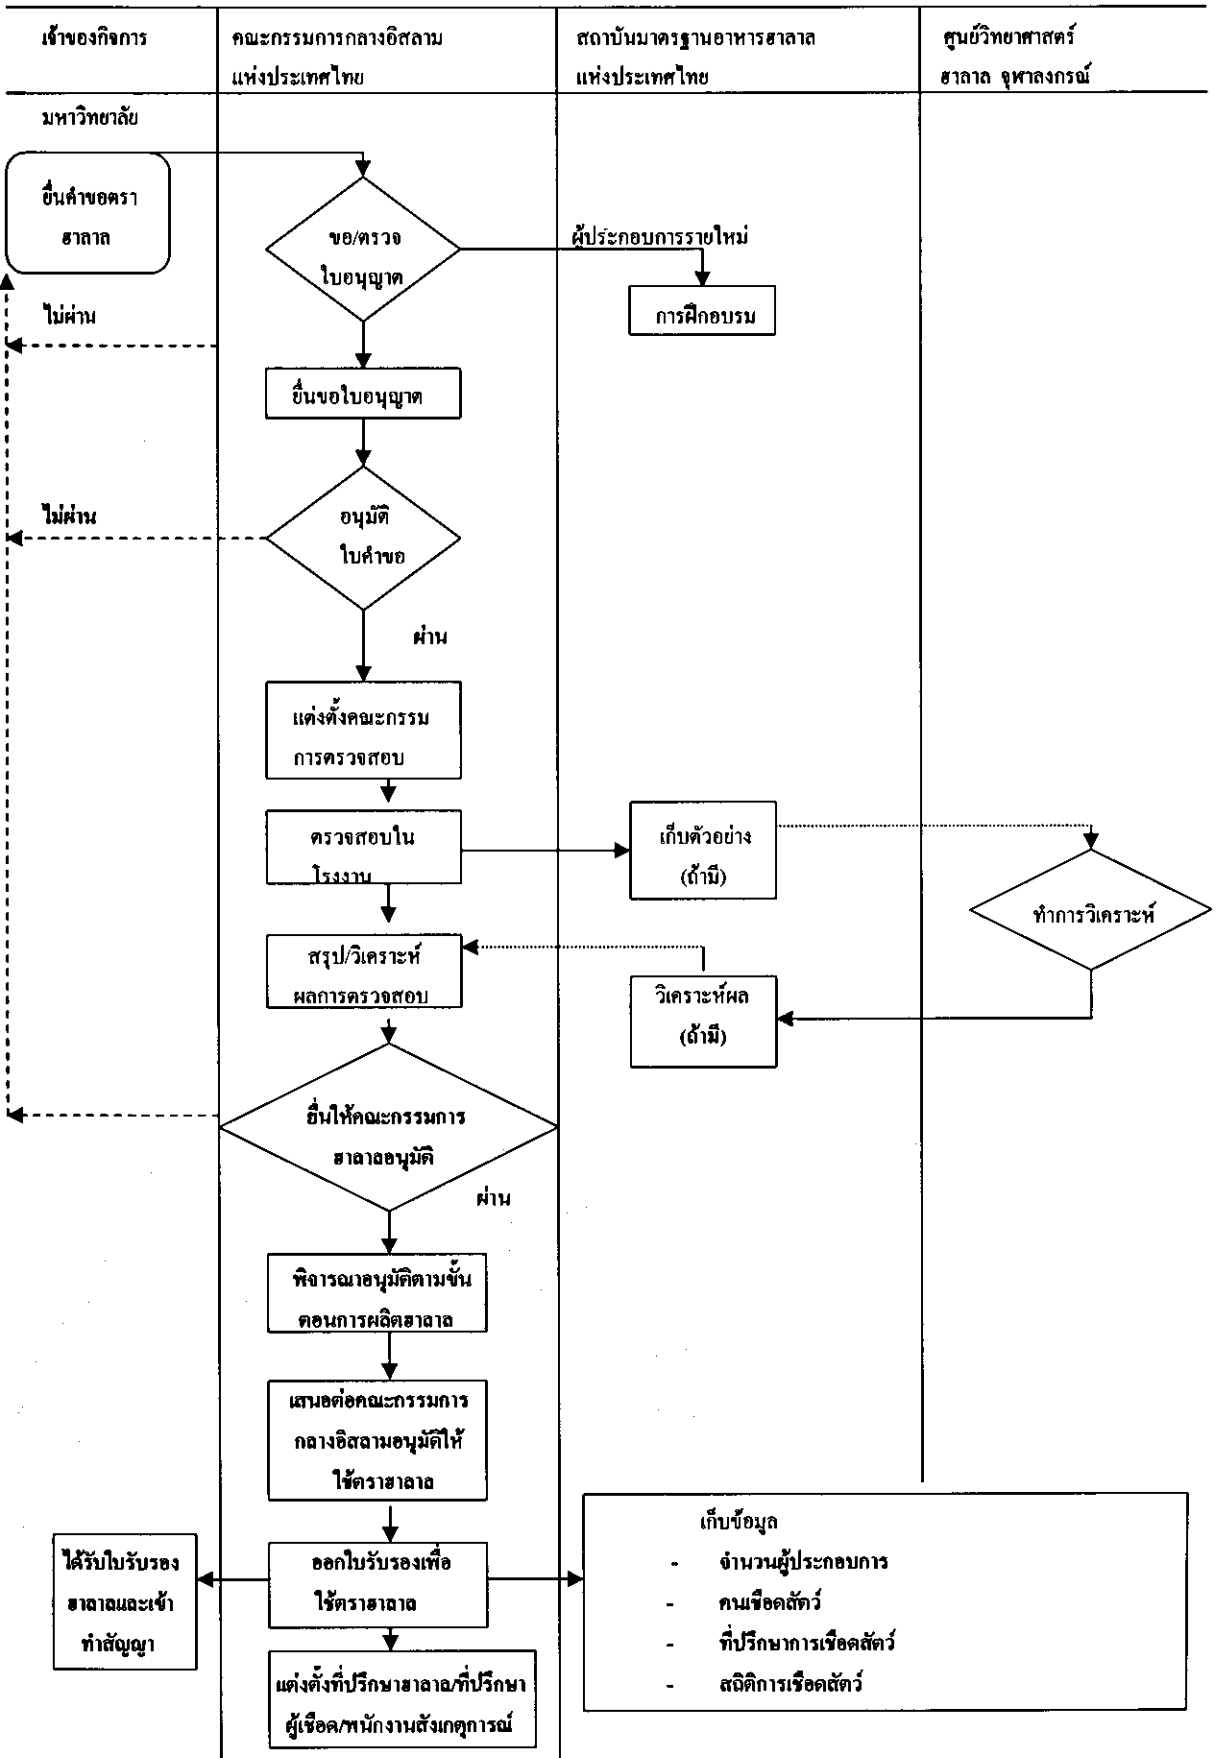 เจ้าของกิจการ
คณะกรรมการกลางอิสลาม
แห่งประเทศไทย
สถาบันมาตรฐานอาหารฮาลาล
แห่งประเทศไทย
ศูนย์วิทยาศาสตร์
ฮาลาล จุฬาลงกรณ์
มหาวิทยาลัย
ยื่นคำขอตรา
ฮาลาล
ขอ/ตรวจ
ใบอนุญาต
ผู้ประกอบการรายใหม่
การฝึกอบรม
ไม่ผ่าน
ยื่นขอใบอนุญาต
ไม่ผ่าน
อนุมัติ
ใบคำขอ
ผ่าน
แต่งตั้งคณะกรรม
การตรวจสอบ
ตรวจสอบใน
โรงงาน
เก็บตัวอย่าง
(ถ้ามี)
ทำการวิเคราะห์
สรุป/วิเคราะห์
ผลการตรวจสอบ
วิเคราะห์ผล
(ถ้ามี)
ยื่นให้คณะกรรมการ
ฮาลาลอนุมัติ
ผ่าน
พิจารณาอนุมัติตามขั้น
ตอนการผลิตฮาลาล
เสนอต่อคณะกรรมการ
กลางอิสลามอนุมัติให้
ใช้ตราฮาลาล
ได้รับใบรับรอง
ฮาลาลและเข้า
ทำสัญญา
ออกใบรับรองเพื่อ
ใช้ตราฮาลาล
เก็บข้อมูล
- จำนวนผู้ประกอบการ
- คนเชือดสัตว์
- ที่ปรึกษาการเชือดสัตว์
- สถิติการเชือดสัตว์
แต่งตั้งที่ปรึกษาฮาลาล/ที่ปรึกษา
ผู้เชือด/พนักงานสังเกตุการณ์